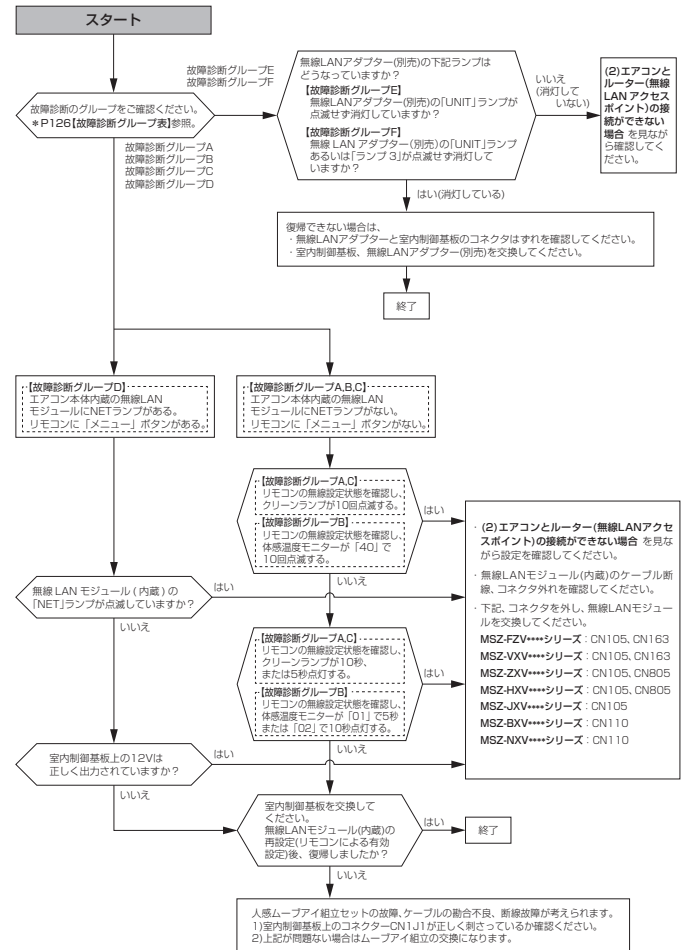 スタート
故障診断のグループをご確認ください。
＊P126【故障診断グループ表】参照。
故障診断グループE
故障診断グループF
無線LANアダプター(別売)の下記ランプは
どうなっていますか？
【故障診断グループE】
無線LANアダプター(別売)の「UNIT」ランプが
点滅せず消灯していますか？
【故障診断グループF】
無線 LAN アダプター（別売）の「UNIT」ランプ
あるいは「ランプ 3」が点滅せず消灯して
いますか？
いいえ
(消灯して
いない)
(2)エアコンと
ルーター(無線
LAN アクセス
ポイント)の接
続ができない
場合 を見なが
ら確認してく
ださい。
故障診断グループA
故障診断グループB
故障診断グループC
故障診断グループD
はい(消灯している)
復帰できない場合は、
・無線LANアダプターと室内制御基板のコネクタはずれを確認してください。
・室内制御基板、無線LANアダプター(別売)を交換してください。
終了
【故障診断グループD】
エアコン本体内蔵の無線LAN
モジュールにNETランプがある。
リモコンに「メニュー」ボタンがある。
【故障診断グループA,B,C】
エアコン本体内蔵の無線LAN
モジュールにNETランプがない。
リモコンに「メニュー」ボタンがない。
【故障診断グループA,C】
リモコンの無線設定状態を確認し、
クリーンランプが10回点滅する。
【故障診断グループB】
リモコンの無線設定状態を確認し、
体感温度モニターが「40」で
10回点滅する。
はい
いいえ
・(2)エアコンとルーター(無線LANアクセ
スポイント)の接続ができない場合 を見な
がら設定を確認してください。
・無線LANモジュール(内蔵)のケーブル断
線、コネクタ外れを確認してください。
・下記、コネクタを外し、無線LANモジュー
ルを交換してください。
MSZ-FZV****シリーズ：CN105、CN163
MSZ-VXV****シリーズ：CN105、CN163
MSZ-ZXV****シリーズ：CN105、CN805
MSZ-HXV****シリーズ：CN105、CN805
MSZ-JXV****シリーズ：CN105
MSZ-BXV****シリーズ：CN110
MSZ-NXV****シリーズ：CN110
無線 LAN モジュール ( 内蔵 ) の
「NET」ランプが点滅していますか？
はい
いいえ
【故障診断グループA,C】
リモコンの無線設定状態を確認し、
クリーンランプが10秒、
または5秒点灯する。
【故障診断グループB】
リモコンの無線設定状態を確認し、
体感温度モニターが「01」で5秒
または「02」で10秒点灯する。
はい
いいえ
室内制御基板上の12Vは
正しく出力されていますか？
はい
いいえ
室内制御基板を交換して
ください。
無線LANモジュール(内蔵)の
再設定(リモコンによる有効
設定)後、復帰しましたか？
はい
終了
いいえ
人感ムーブアイ組立セットの故障、ケーブルの勘合不良、断線故障が考えられます。
1)室内制御基板上のコネクターCN1J1が正しく刺さっているか確認ください。
2)上記が問題ない場合はムーブアイ組立の交換になります。